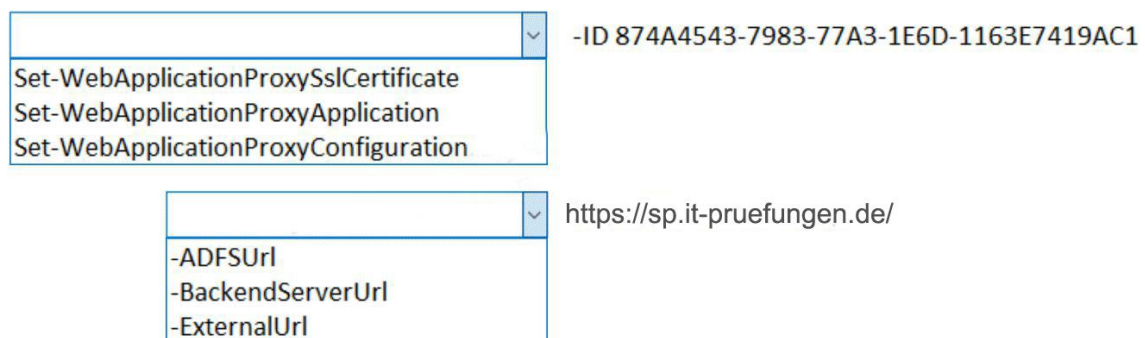 -ID 874A4543-7983-77A3-1E6D-1163E7419AC1
Set-WebApplicationProxySslCertificate
Set-WebApplicationProxyApplication
Set-WebApplicationProxyConfiguration
https://sp.it-pruefungen.de/
-ADFSUrl
-BackendServerUrl
-ExternalUrl